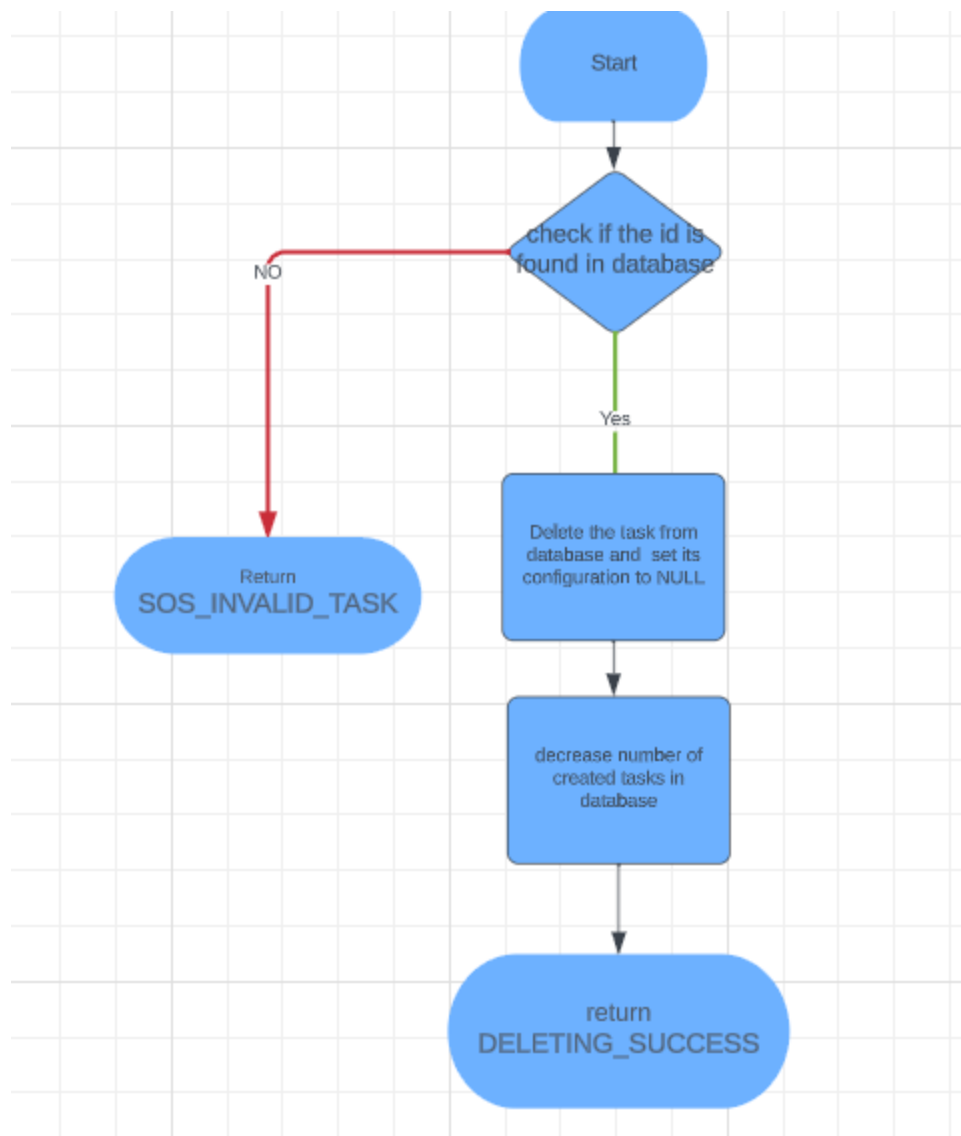 Start
check if the id is
found in database
NO
Yes
Delete the task from
database and  set its
configuration to NULL
Return
SOS_INVALID_TASK
decrease number of
created tasks in
database
return
DELETING_SUCCESS